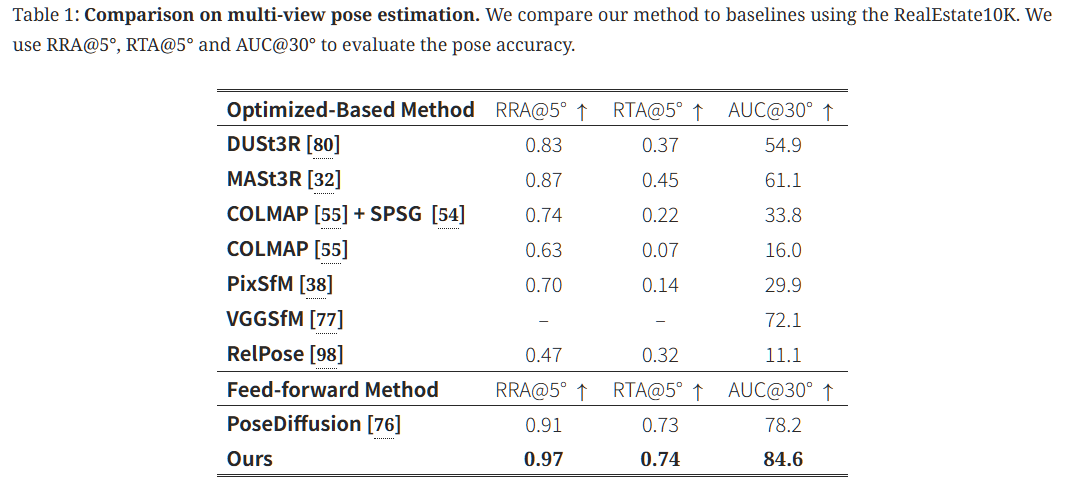 Table 1: Comparison on multi-view pose estimation. We compare our method to baselines using the RealEstate10K. We
use RRA@5°, RTA@5° and AUC@30° to evaluate the pose accuracy.
Optimized-Based Method RRA@5° ↑ RTA@5° ↑ AUC@30° ↑
DUSt3R [80] 0.83 0.37 54.9
MASt3R [32] 0.87 0.45 61.1
COLMAP [55] + SPSG [54] 0.74 0.22 33.8
COLMAP [55] 0.63 0.07 16.0
PixSfM [38] 0.70 0.14 29.9
VGGSfM [77] – – 72.1
RelPose [98] 0.47 0.32 11.1
Feed-forward Method RRA@5° ↑ RTA@5° ↑ AUC@30° ↑
PoseDiffusion [76] 0.91 0.73 78.2
Ours 0.97 0.74 84.6